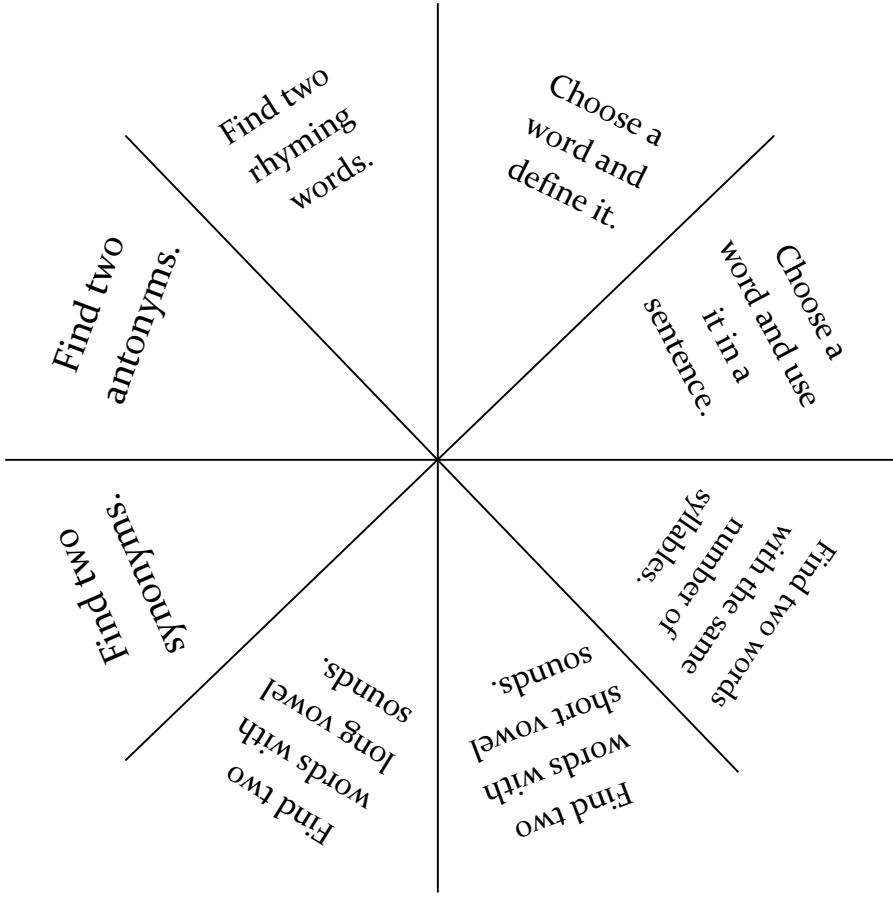 Choose a
word and
define it.
Choose a
word and use
it in a
sentence.
Find two words
with the same
number of
syllables.
Find two
words with
short vowel
sounds.
Find two
words with
long vowel
sounds.
Find two
synonyms.
Find two
antonyms.
Find two
rhyming
words.